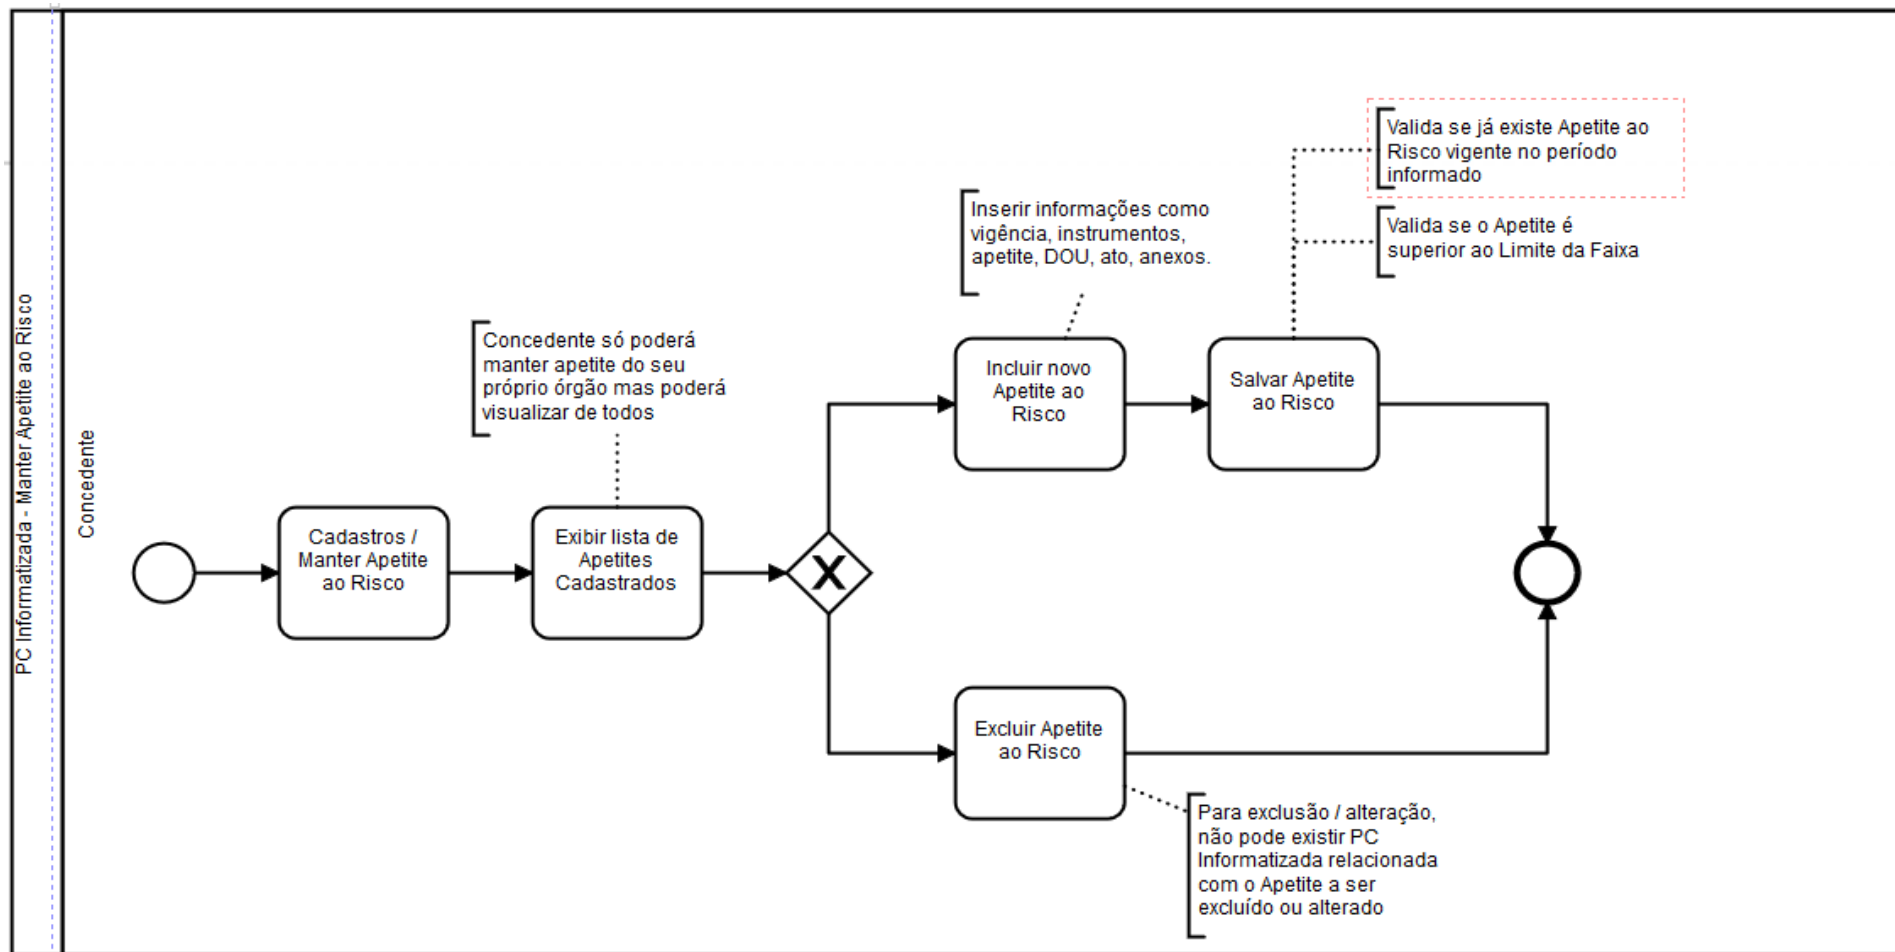 PC Informatizada - Manter Apetite ao Risco
Concedente
Cadastros /
Manter Apetite
ao Risco
Concedente só poderá
manter apetite do seu
próprio órgão mas poderá
visualizar de todos
Exibir lista de
Apetites
Cadastrados
X
Inserir informações como
vigência, instrumentos,
apetite, DOU, ato, anexos.
Incluir novo
Apetite ao
Risco
Valida se já existe Apetite ao
Risco vigente no período
informado
Valida se o Apetite é
superior ao Limite da Faixa
Salvar Apetite
ao Risco
Excluir Apetite
ao Risco
Para exclusão / alteração,
não pode existir PC
Informatizada relacionada
com o Apetite a ser
excluído ou alterado